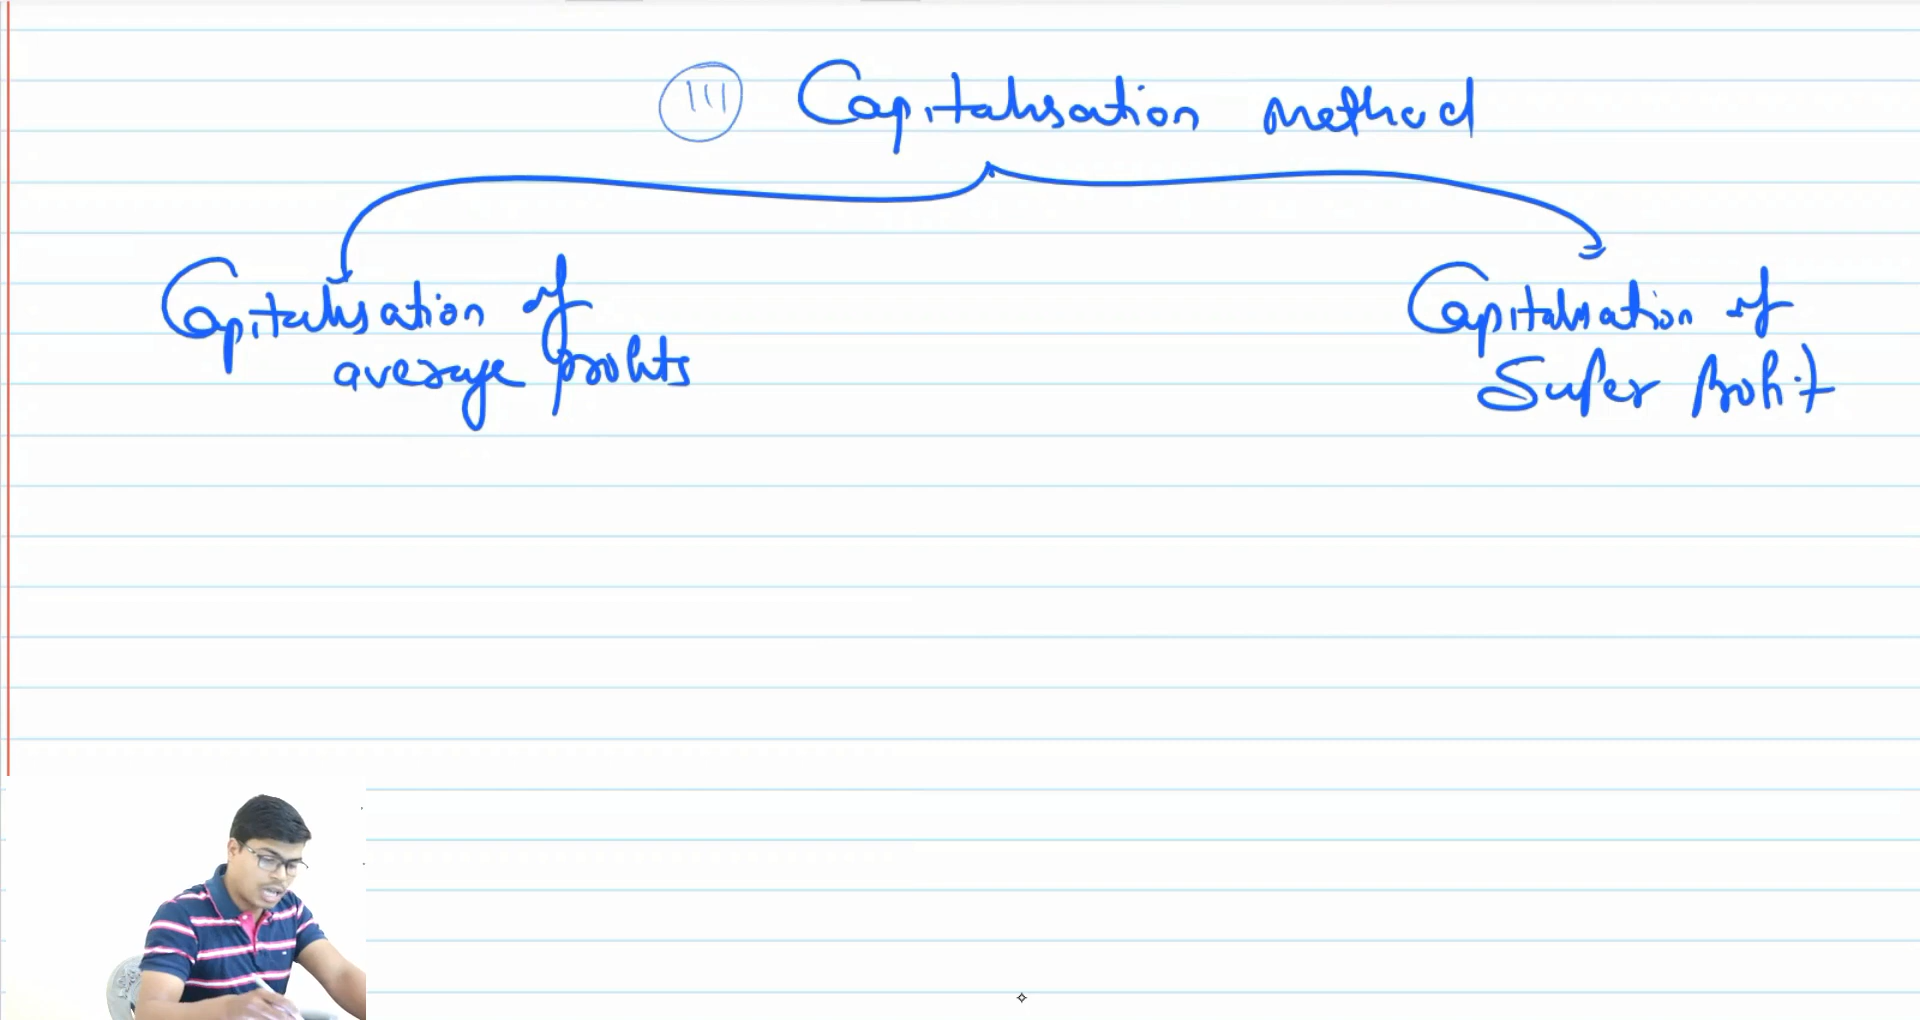 III Capitalisation method
Capitalisation of
average profits
Capitalisation of
Super Profit